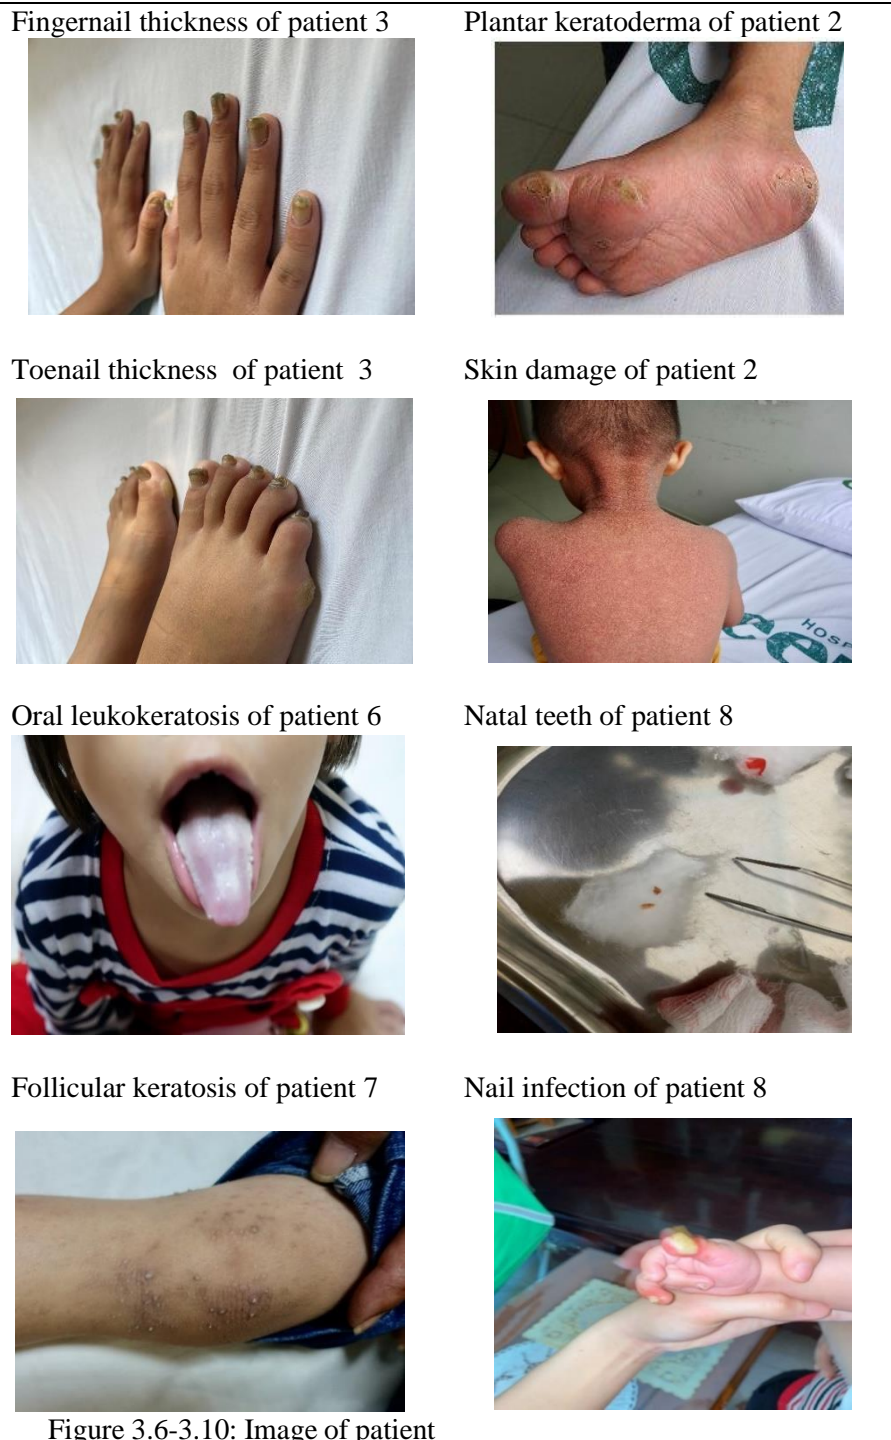 Fingernail thickness of patient 3
Plantar keratoderma of patient 2
Toenail thickness of patient 3
Skin damage of patient 2
HOSP
Oral leukokeratosis of patient 6
Natal teeth of patient 8
Follicular keratosis of patient 7
Nail infection of patient 8
Figure 3.6-3.10: Image of patient